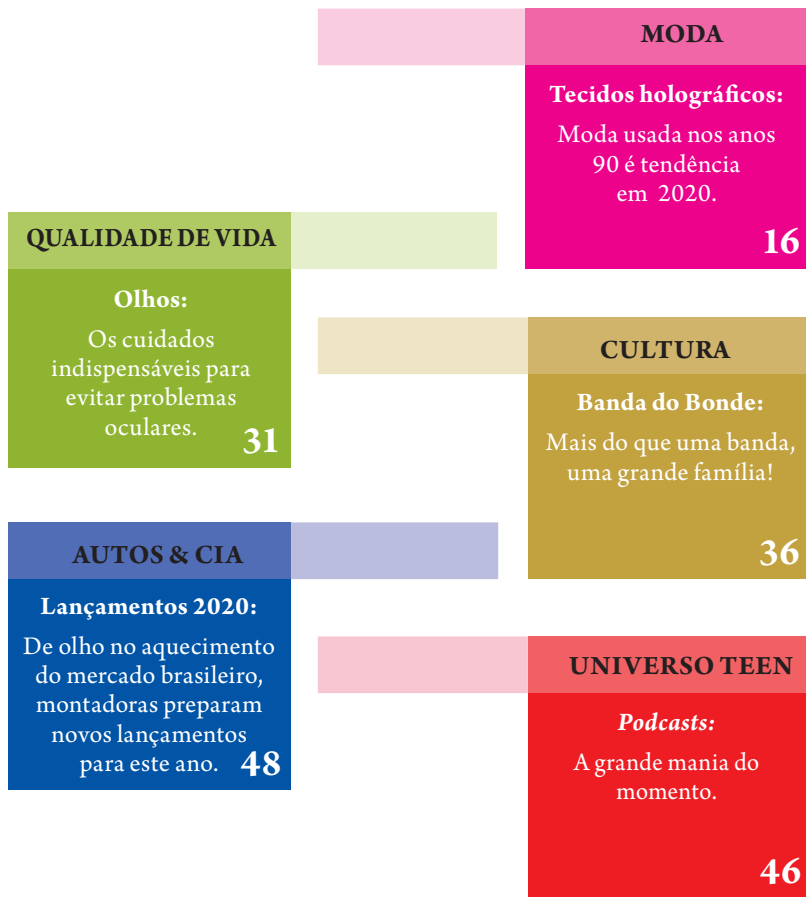 MODA
Tecidos holográficos:
Moda usada nos anos
90 é tendência
em 2020.
16
QUALIDADE DE VIDA
Olhos:
Os cuidados
indispensáveis para
evitar problemas
oculares.
31
CULTURA
Banda do Bonde:
Mais do que uma banda,
uma grande família!
36
AUTOS & CIA
Lançamentos 2020:
De olho no aquecimento
do mercado brasileiro,
montadoras preparam
novos lançamentos
para este ano.
48
UNIVERSO TEEN
Podcasts:
A grande mania do
momento.
46